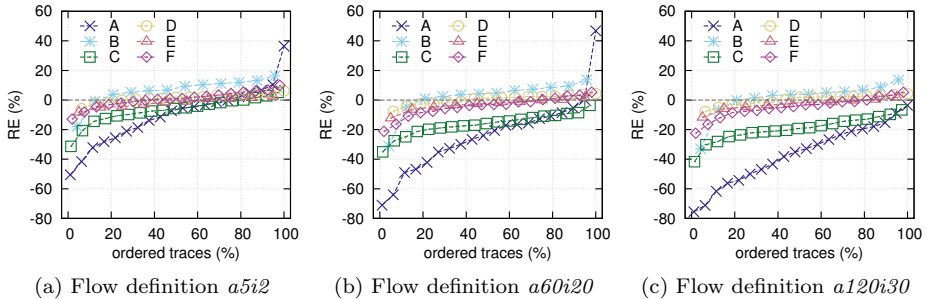 60
40
20
0
-20
-40
-60
-80
RE (%)
A
B
C
D
E
F
0 20 40 60 80 100
ordered traces (%)
(a) Flow definition a5i2
60
40
20
0
-20
-40
-60
-80
RE (%)
A
B
C
D
E
F
0 20 40 60 80 100
ordered traces (%)
(b) Flow definition a60i20
60
40
20
0
-20
-40
-60
-80
RE (%)
A
B
C
D
E
F
0 20 40 60 80 100
ordered traces (%)
(c) Flow definition a120i30